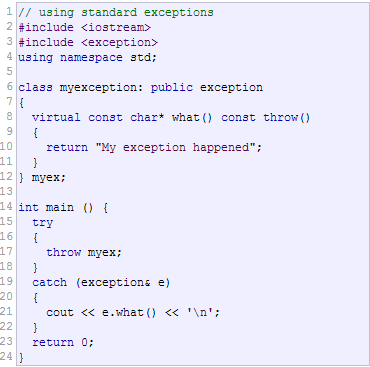 1 // using standard exceptions
2 #include <iostream>
3 #include <exception>
4 using namespace std;
5
6 class myexception: public exception
7 {
8   virtual const char* what() const throw()
9   {
10     return "My exception happened";
11   }
12 } myex;
13
14 int main () {
15   try
16   {
17     throw myex;
18   }
19   catch (exception& e)
20   {
21     cout << e.what() << '\n';
22   }
23   return 0;
24 }